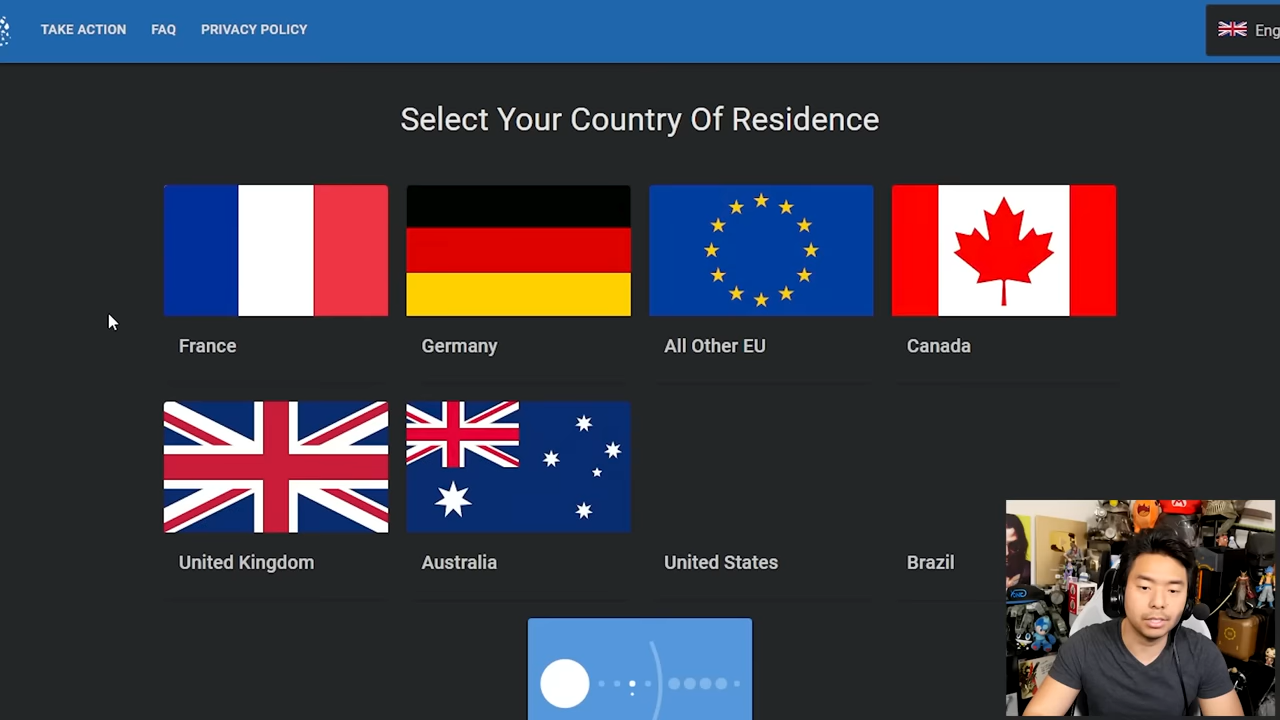 TAKE ACTION FAQ PRIVACY POLICY
Eng
Select Your Country Of Residence
France Germany All Other EU Canada
United Kingdom Australia United States Brazil